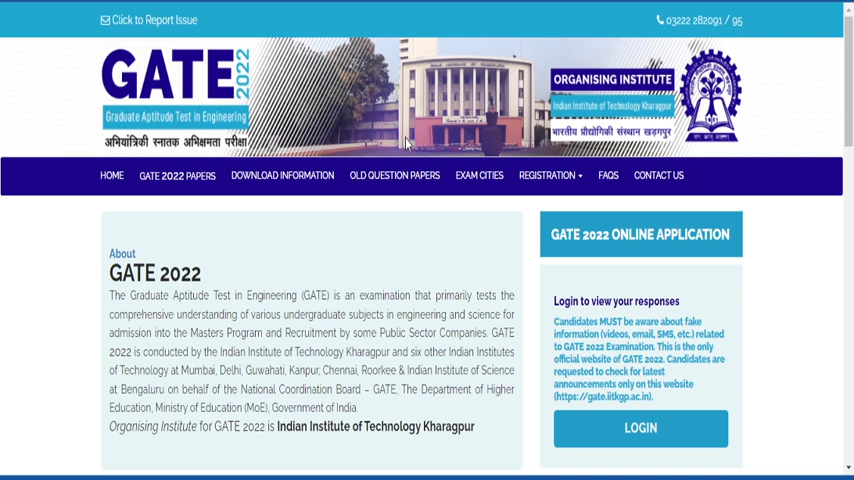 Click to Report Issue
03222 282091 / 95
GATE 2022
Graduate Aptitude Test in Engineering
अभियांत्रिकी स्नातक अभिक्षमता परीक्षा
ORGANISING INSTITUTE
Indian Institute of Technology Kharagpur
भारतीय प्रौद्योगिकी संस्थान खड़गपुर
HOME GATE 2022 PAPERS DOWNLOAD INFORMATION OLD QUESTION PAPERS EXAM CITIES REGISTRATION FAQS CONTACT US
About
GATE 2022
The Graduate Aptitude Test in Engineering (GATE) is an examination that primarily tests the
comprehensive understanding of various undergraduate subjects in engineering and science for
admission into the Masters Program and Recruitment by some Public Sector Companies. GATE
2022 is conducted by the Indian Institute of Technology Kharagpur and six other Indian Institutes
of Technology at Mumbai, Delhi, Guwahati, Kanpur, Chennai, Roorkee & Indian Institute of Science
at Bengaluru on behalf of the National Coordination Board – GATE, The Department of Higher
Education, Ministry of Education (MoE), Government of India.
Organising Institute for GATE 2022 is Indian Institute of Technology Kharagpur
GATE 2022 ONLINE APPLICATION
Login to view your responses
Candidates MUST be aware about fake
information (videos, email, SMS, etc.) related
to GATE 2022 Examination. This is the only
official website of GATE 2022. Candidates are
requested to check for latest
announcements only on this website
(https://gate.iitkgp.ac.in).
LOGIN